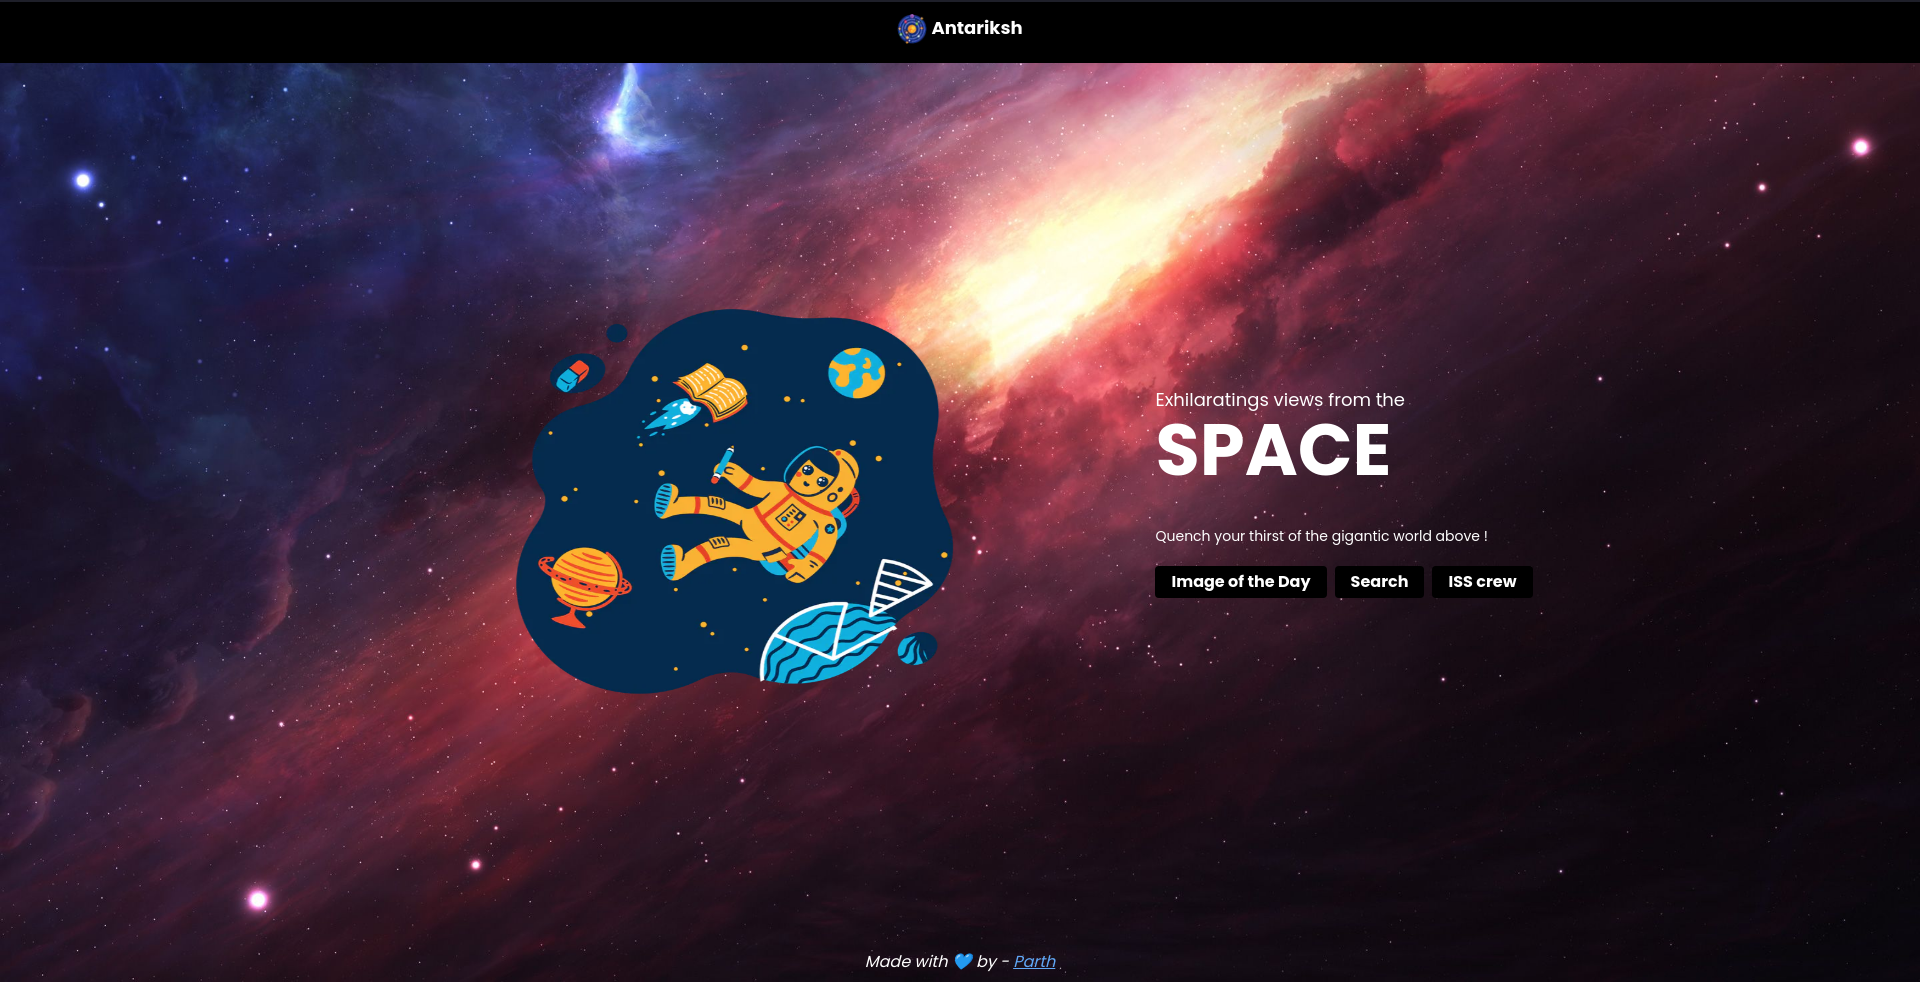 Antariksh
Exhilaratings views from the
SPACE
Quench your thirst of the gigantic world above !
Image of the Day
Search
ISS crew
Made with 💙 by - Parth .